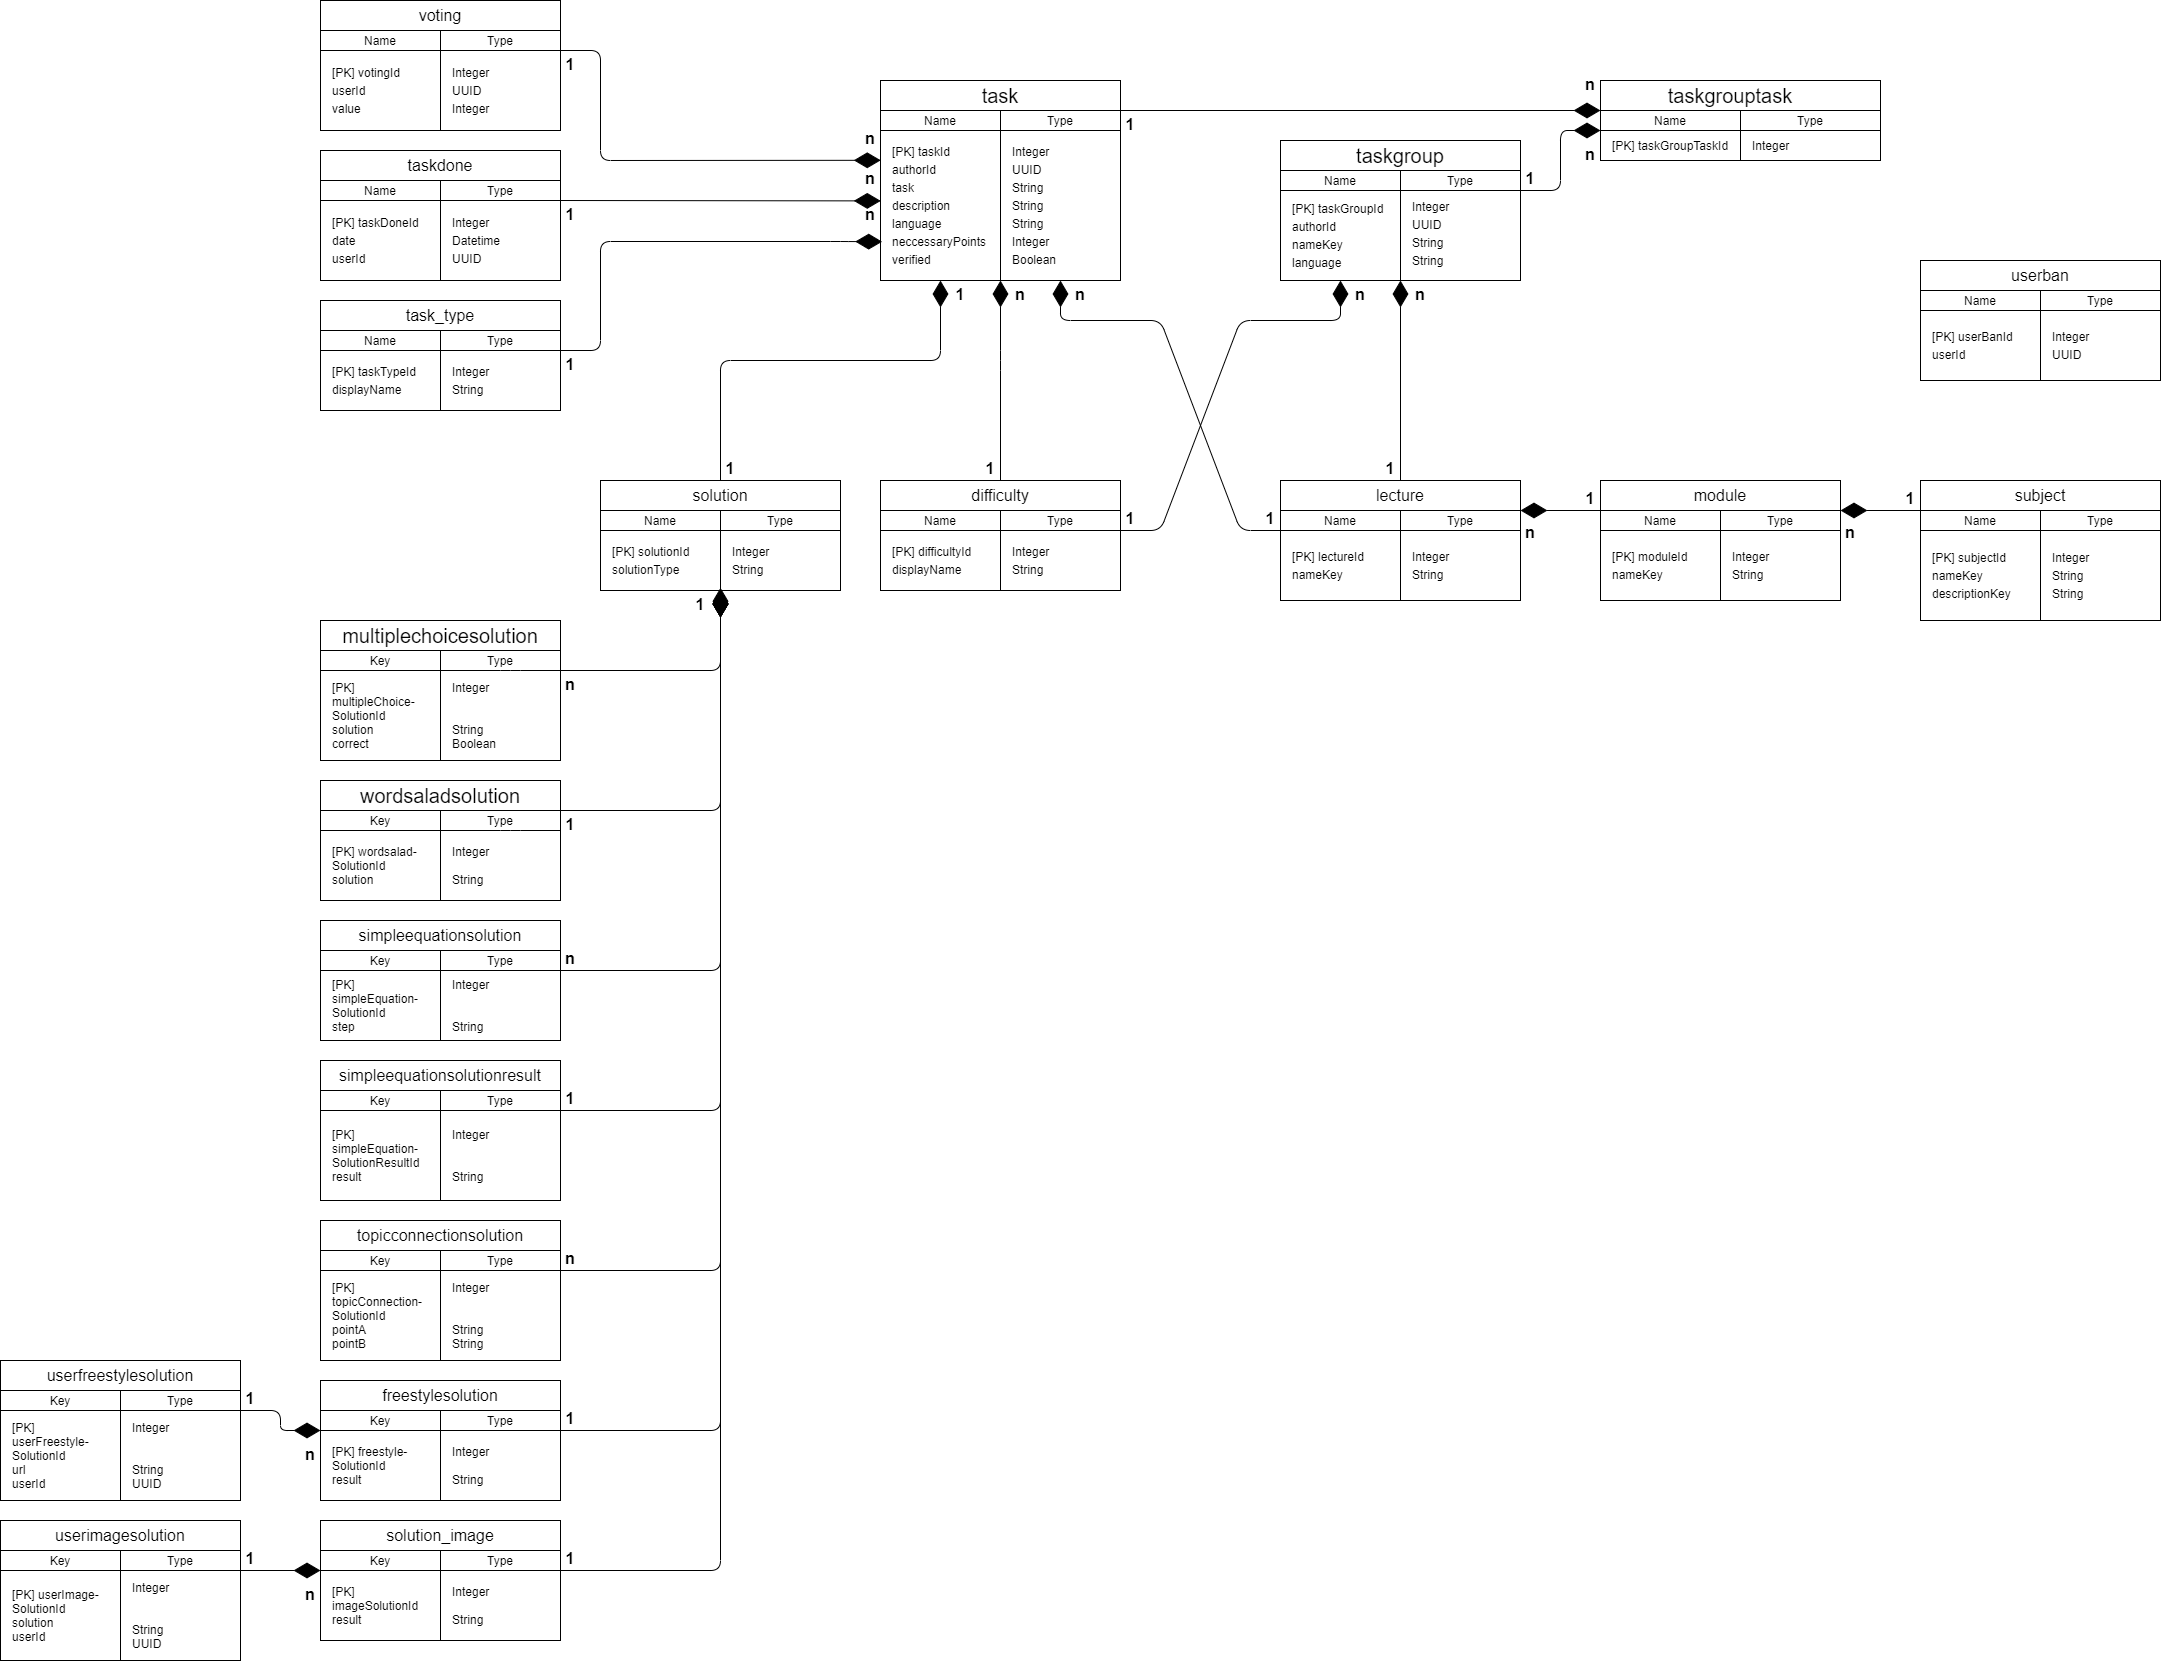 voting
Name Type
[PK] votingId Integer
userId UUID
value Integer
1
n
taskdone
Name Type
[PK] taskDoneId Integer
date Datetime
userId UUID
1
n
task_type
Name Type
[PK] taskTypeId Integer
displayName String
1
n
task
Name Type
[PK] taskId Integer
authorId UUID
task String
description String
language String
neccessaryPoints Integer
verified Boolean
1
1
n
n
taskgroup
Name Type
[PK] taskGroupId Integer
authorId UUID
nameKey String
language String
1
n
n
n
taskgrouptask
Name Type
[PK] taskGroupTaskId Integer
n
userban
Name Type
[PK] userBanId Integer
userId UUID
1
solution
Name Type
[PK] solutionId Integer
solutionType String
1
1
difficulty
Name Type
[PK] difficultyId Integer
displayName String
1
1
1
lecture
Name Type
[PK] lectureId Integer
nameKey String
n
1
module
Name Type
[PK] moduleId Integer
nameKey String
n
1
subject
Name Type
[PK] subjectId Integer
nameKey String
descriptionKey String
multiplechoicesolution
Key Type
[PK] Integer
multipleChoice-
SolutionId
solution String
correct Boolean
n
wordsaladsolution
Key Type
[PK] wordsalad- Integer
SolutionId
solution String
1
simpleequationsolution
Key Type
[PK] Integer
simpleEquation-
SolutionId
step String
n
simpleequationsolutionresult
Key Type
[PK] Integer
simpleEquation-
SolutionResultId
result String
1
topicconnectionsolution
Key Type
[PK] Integer
topicConnection-
SolutionId
pointA String
pointB String
n
userfreestylesolution
Key Type
[PK] Integer
userFreestyle-
SolutionId
url String
userId UUID
1
n
freestylesolution
Key Type
[PK] freestyle- Integer
SolutionId
result String
1
userimagesolution
Key Type
[PK] userImage- Integer
SolutionId
solution String
userId UUID
1
n
solution_image
Key Type
[PK] Integer
imageSolutionId
result String
1